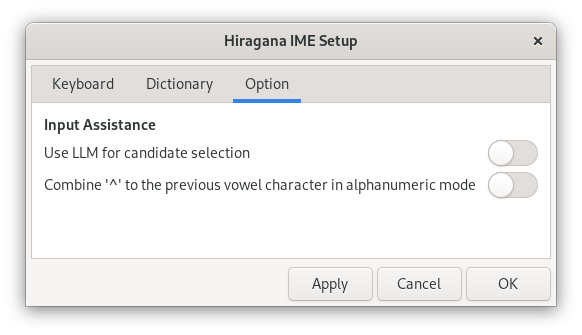 Hiragana IME Setup
Keyboard Dictionary Option
Input Assistance
Use LLM for candidate selection
Combine '^' to the previous vowel character in alphanumeric mode
Apply Cancel OK